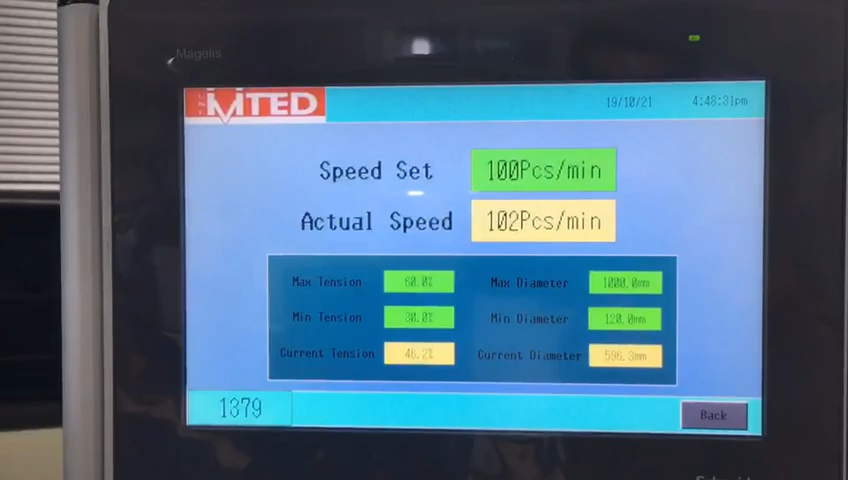 Magelis
UNIMTED
19/10/21 4:48:31pm
Speed Set 100Pcs/min
Actual Speed 102Pcs/min
Max Tension 60.0% Max Diameter 1000.0mm
Min Tension 30.0% Min Diameter 120.0mm
Current Tension 46.2% Current Diameter 596.3mm
1379 Back